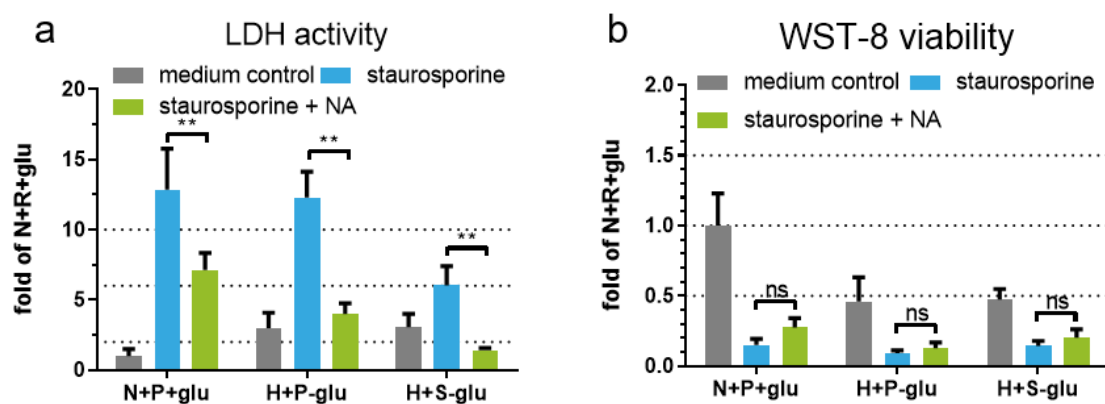 a
LDH activity
medium control
staurosporine
staurosporine + NA
fold of N+R+glu
20
15
10
5
0
**
**
**
N+P+glu
H+P-glu
H+S-glu
b
WST-8 viability
medium control
staurosporine
staurosporine + NA
fold of N+R+glu
2.0
1.5
1.0
0.5
0.0
ns
ns
ns
N+P+glu
H+P-glu
H+S-glu